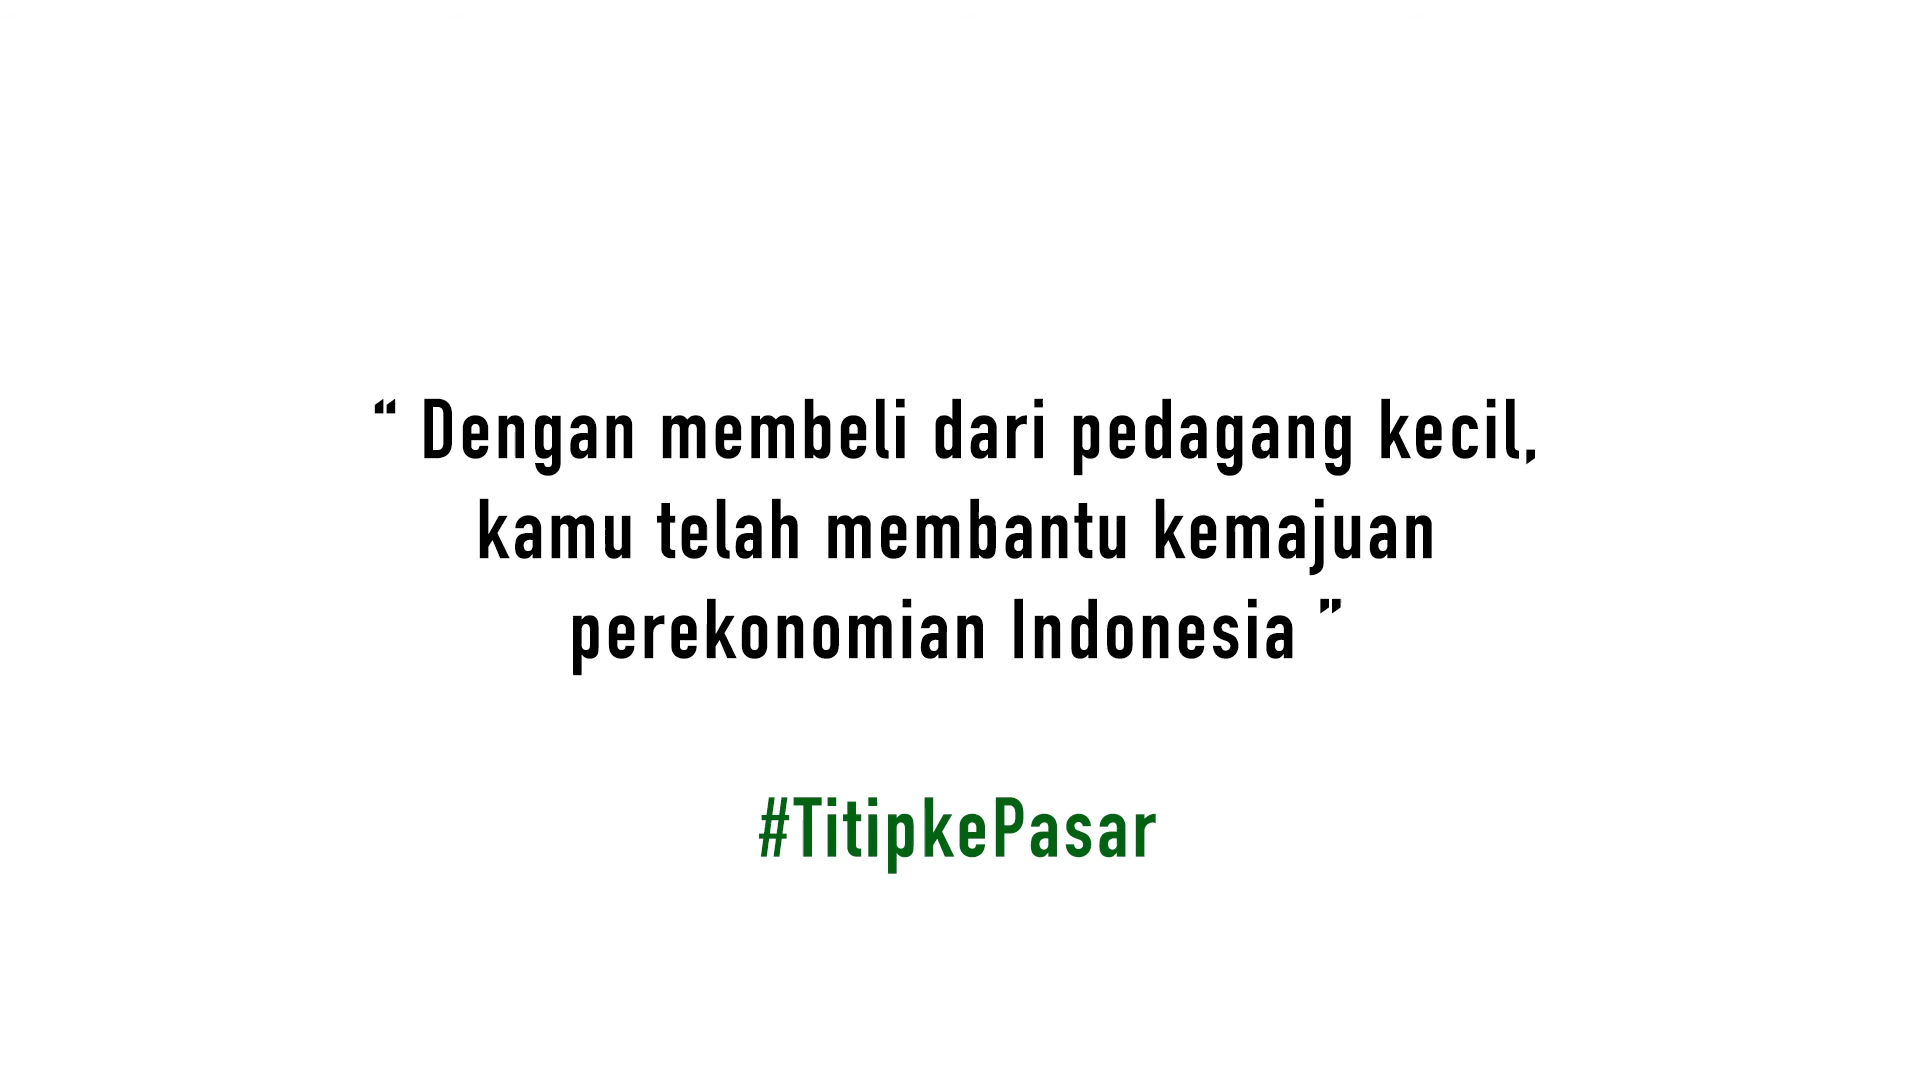 “ Dengan membeli dari pedagang kecil,
kamu telah membantu kemajuan
perekonomian Indonesia ”
#TitipkePasar